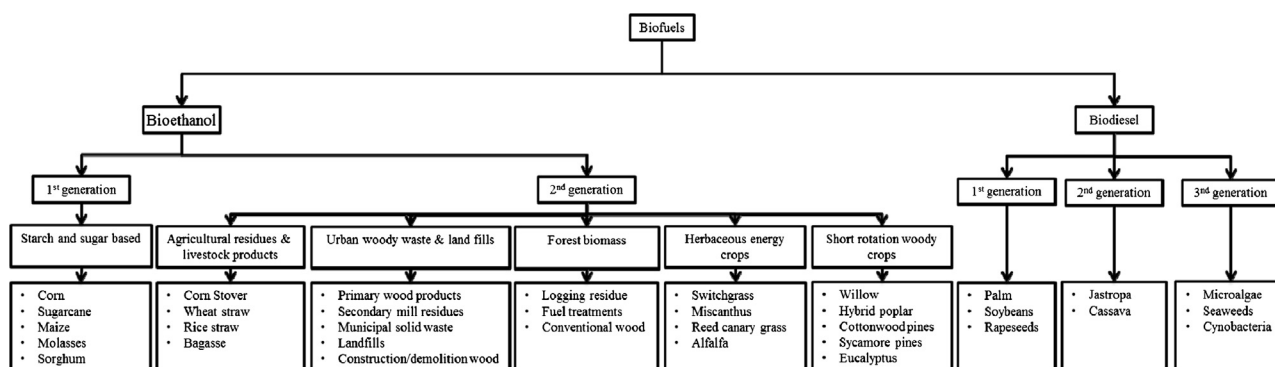 Biofuels
Bioethanol
Biodiesel
1st generation
2nd generation
1st generation
2nd generation
3rd generation
Starch and sugar based
Agricultural residues &
livestock products
Urban woody waste & land fills
Forest biomass
Herbaceous energy
crops
Short rotation woody
crops
• Corn
• Sugarcane
• Maize
• Molasses
• Sorghum
• Corn Stover
• Wheat straw
• Rice straw
• Bagasse
• Primary wood products
• Secondary mill residues
• Municipal solid waste
• Landfills
• Construction/demolition wood
• Logging residue
• Fuel treatments
• Conventional wood
• Switchgrass
• Miscanthus
• Reed canary grass
• Alfalfa
• Willow
• Hybrid poplar
• Cottonwood pines
• Sycamore pines
• Eucalyptus
• Palm
• Soybeans
• Rapeseeds
• Jastropa
• Cassava
• Microalgae
• Seaweeds
• Cynobacteria